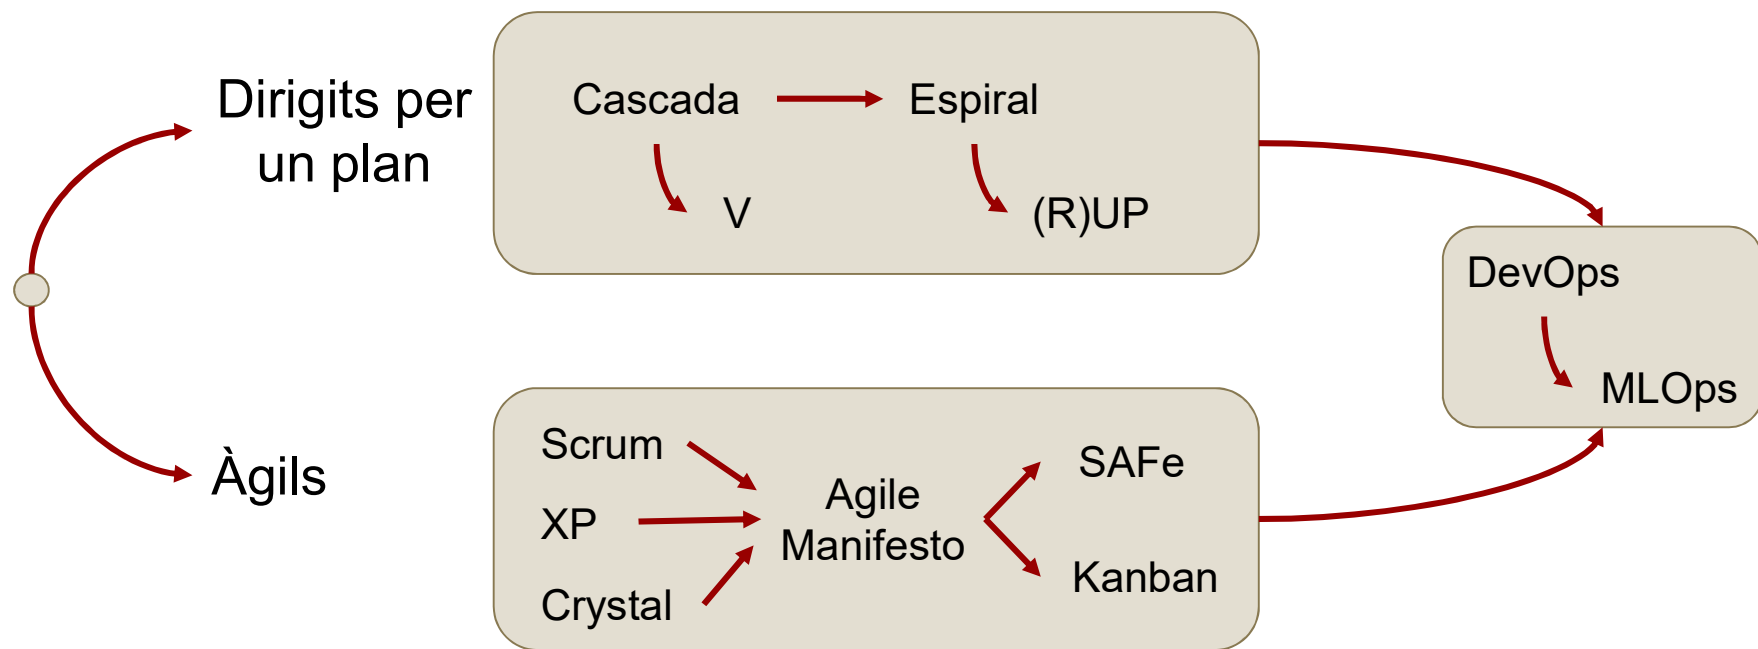 Dirigits per
un plan
Cascada
Espiral
V
(R)UP
DevOps
MLOps
Àgils
Scrum
XP
Crystal
Agile
Manifesto
SAFe
Kanban